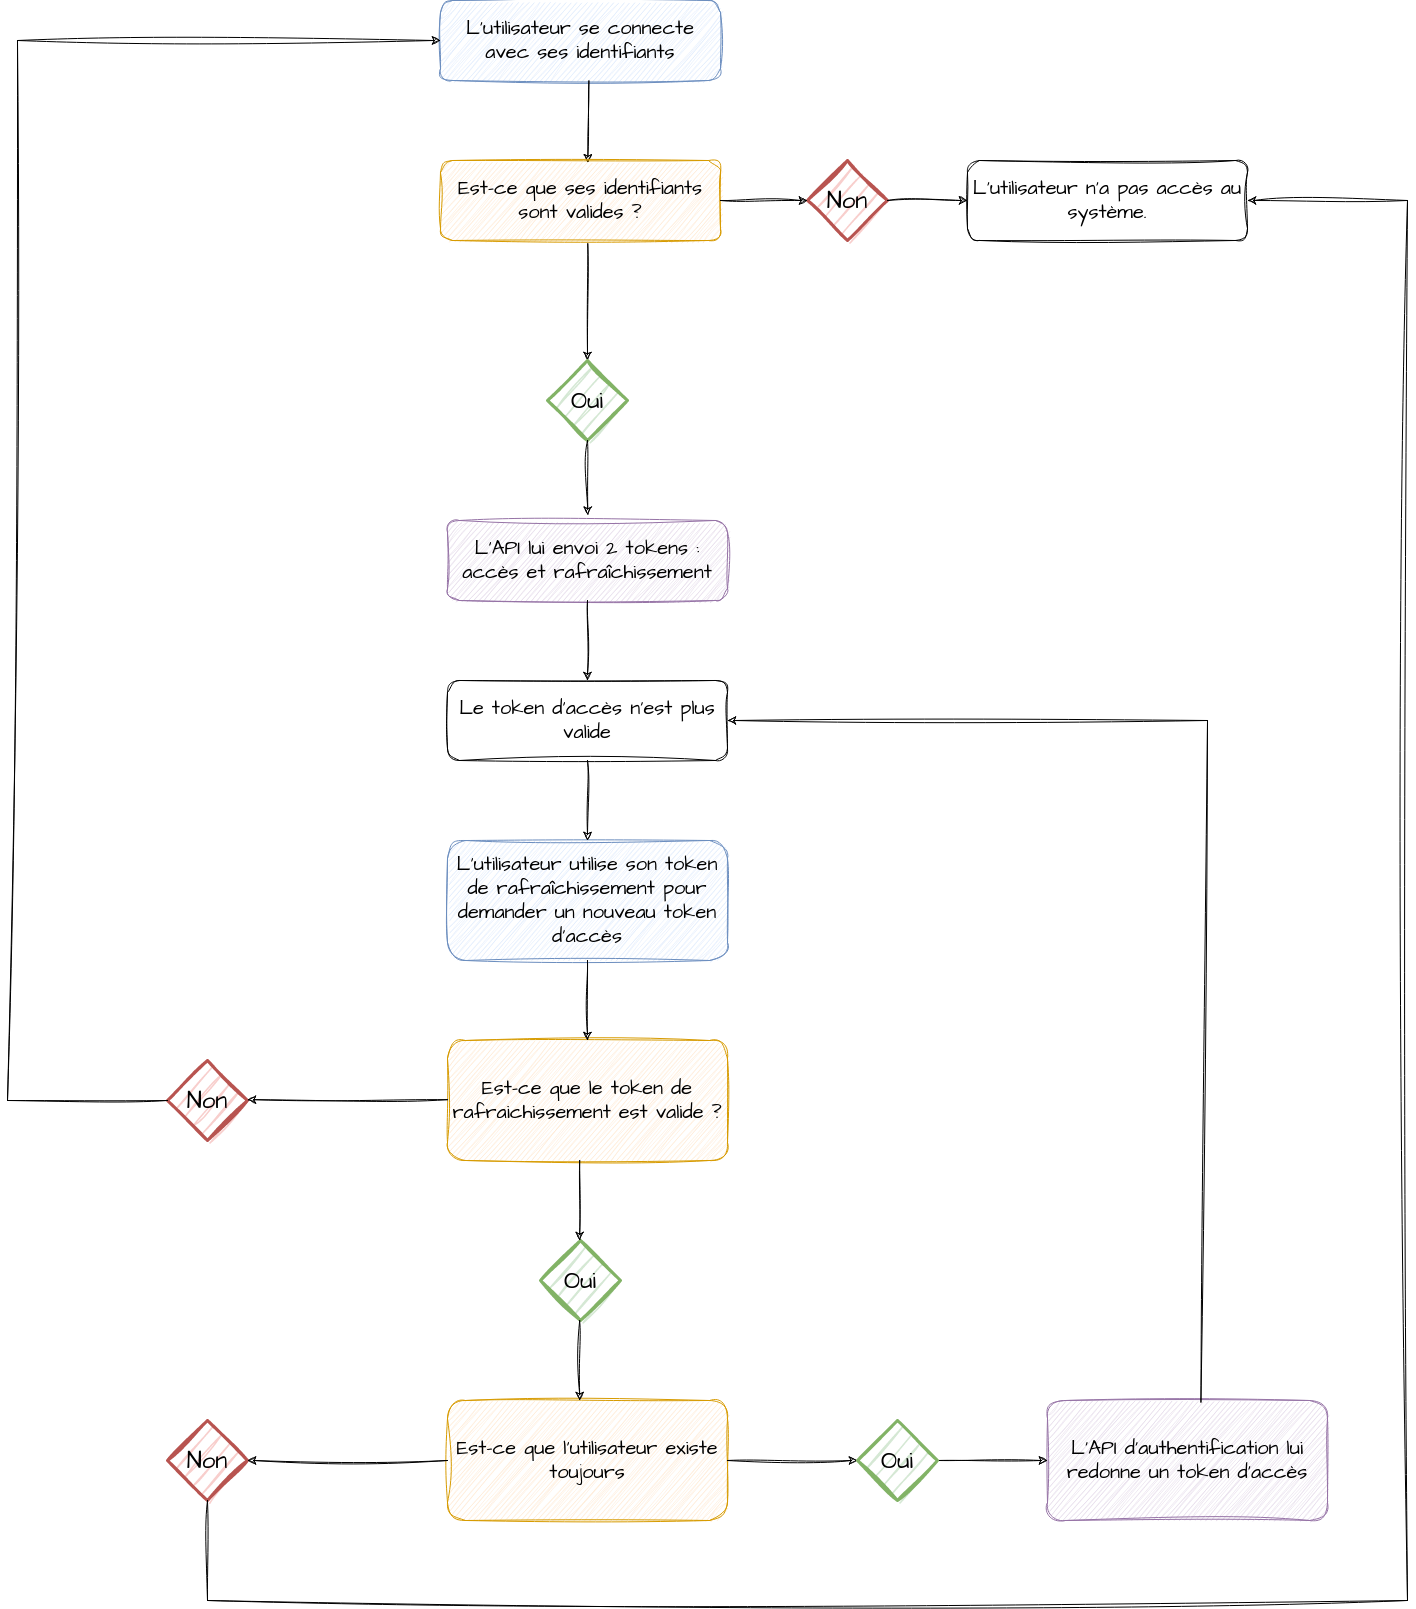 L'utilisateur se connecte
avec ses identifiants
Est-ce que ses identifiants
sont valides ?
Non
L'utilisateur n'a pas accès au
système.
Oui
L'API lui envoi 2 tokens :
accès et rafraîchissement
Le token d'accès n'est plus
valide
L'utilisateur utilise son token
de rafraîchissement pour
demander un nouveau token
d'accès
Non
Est-ce que le token de
rafraichissement est valide ?
Oui
Non
Est-ce que l'utilisateur existe
toujours
Oui
L'API d'authentification lui
redonne un token d'accès